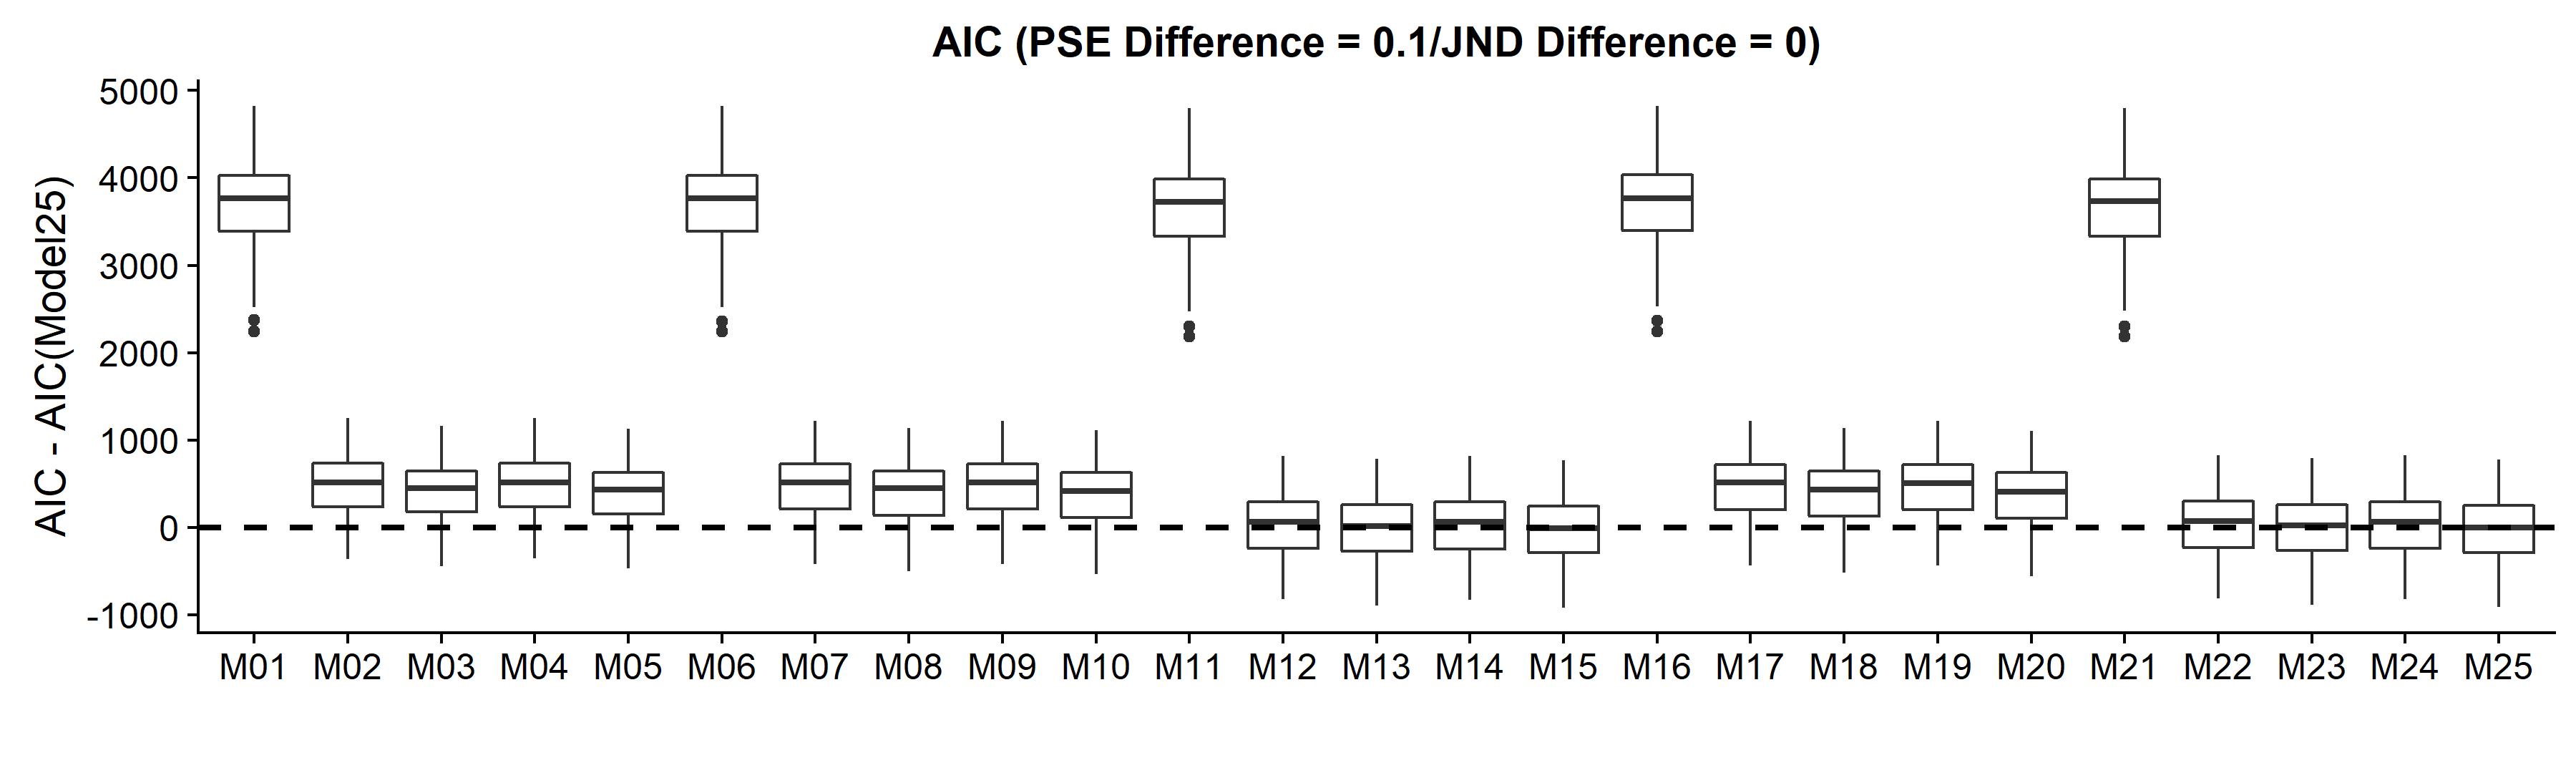 AIC (PSE Difference = 0.1/JND Difference = 0)
AIC - AIC(Model25)
5000
4000
3000
2000
1000
0
-1000
M01 M02 M03 M04 M05 M06 M07 M08 M09 M10 M11 M12 M13 M14 M15 M16 M17 M18 M19 M20 M21 M22 M23 M24 M25